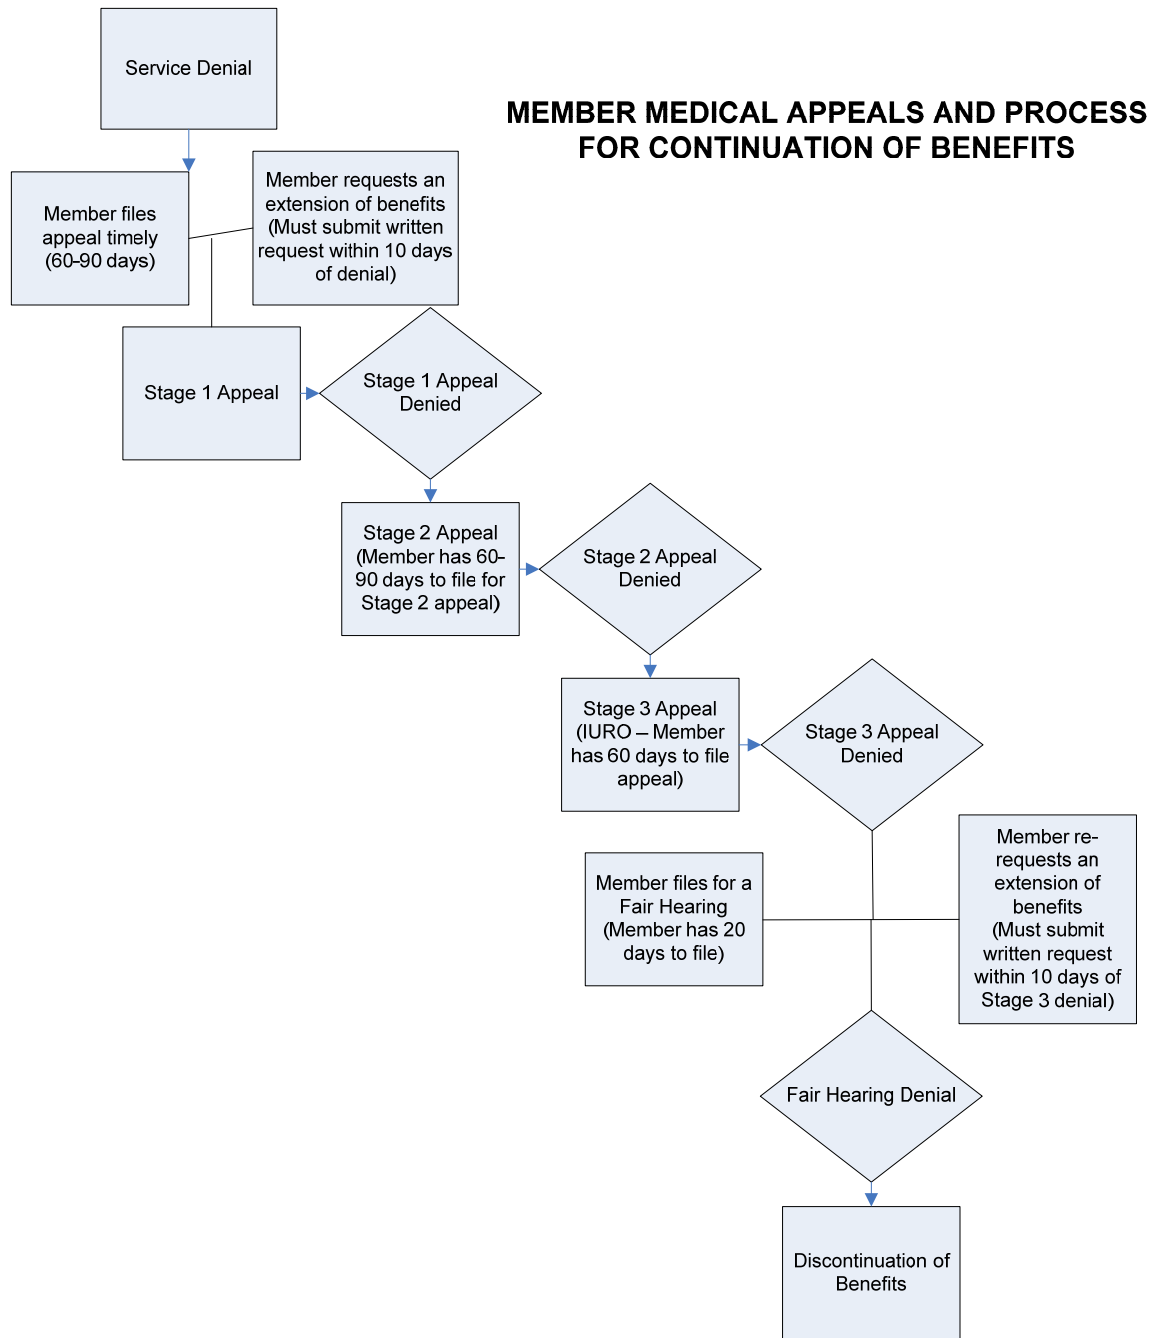 Service Denial
MEMBER MEDICAL APPEALS AND PROCESS
FOR CONTINUATION OF BENEFITS
Member files
appeal timely
(60-90 days)
Member requests an
extension of benefits
(Must submit written
request within 10 days
of denial)
Stage 1 Appeal
Stage 1 Appeal
Denied
Stage 2 Appeal
(Member has 60-
90 days to file for
Stage 2 appeal)
Stage 2 Appeal
Denied
Stage 3 Appeal
(IURO – Member
has 60 days to file
appeal)
Stage 3 Appeal
Denied
Member files for a
Fair Hearing
(Member has 20
days to file)
Member re-
requests an
extension of
benefits
(Must submit
written request
within 10 days of
Stage 3 denial)
Fair Hearing Denial
Discontinuation of
Benefits